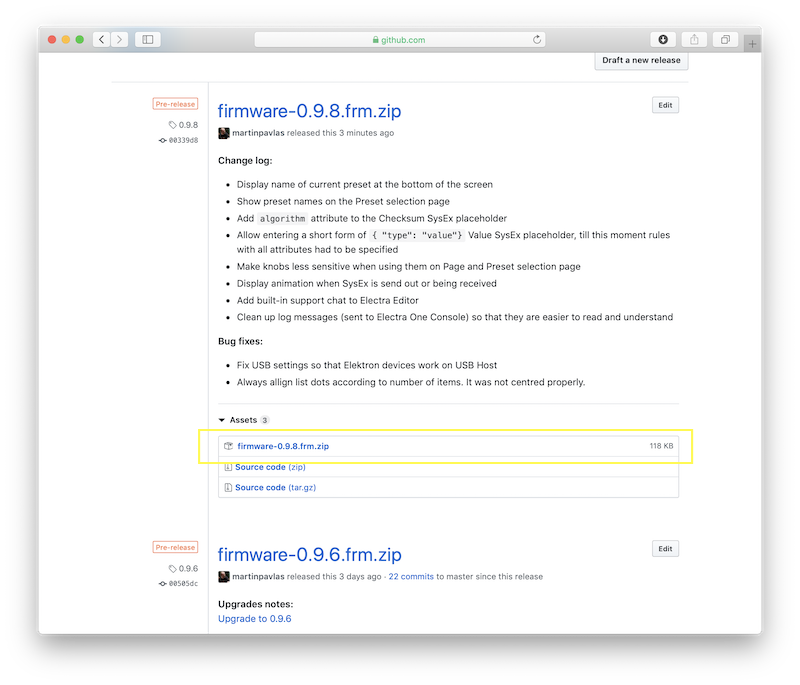 github.com
Draft a new release
Pre-release
0.9.8
00339d8
firmware-0.9.8.frm.zip
Edit
martinpavlas released this 3 minutes ago
Change log:
• Display name of current preset at the bottom of the screen
• Show preset names on the Preset selection page
• Add algorithm attribute to the Checksum SysEx placeholder
• Allow entering a short form of { "type": "value"} Value SysEx placeholder, till this moment rules
with all attributes had to be specified
• Make knobs less sensitive when using them on Page and Preset selection page
• Display animation when SysEx is send out or being received
• Add built-in support chat to Electra Editor
• Clean up log messages (sent to Electra One Console) so that they are easier to read and understand
Bug fixes:
• Fix USB settings so that Elektron devices work on USB Host
• Always allign list dots according to number of items. It was not centred properly.
Assets 3
firmware-0.9.8.frm.zip 118 KB
Source code (zip)
Source code (tar.gz)
Pre-release
0.9.6
00505dc
firmware-0.9.6.frm.zip
Edit
martinpavlas released this 3 days ago · 22 commits to master since this release
Upgrades notes:
Upgrade to 0.9.6